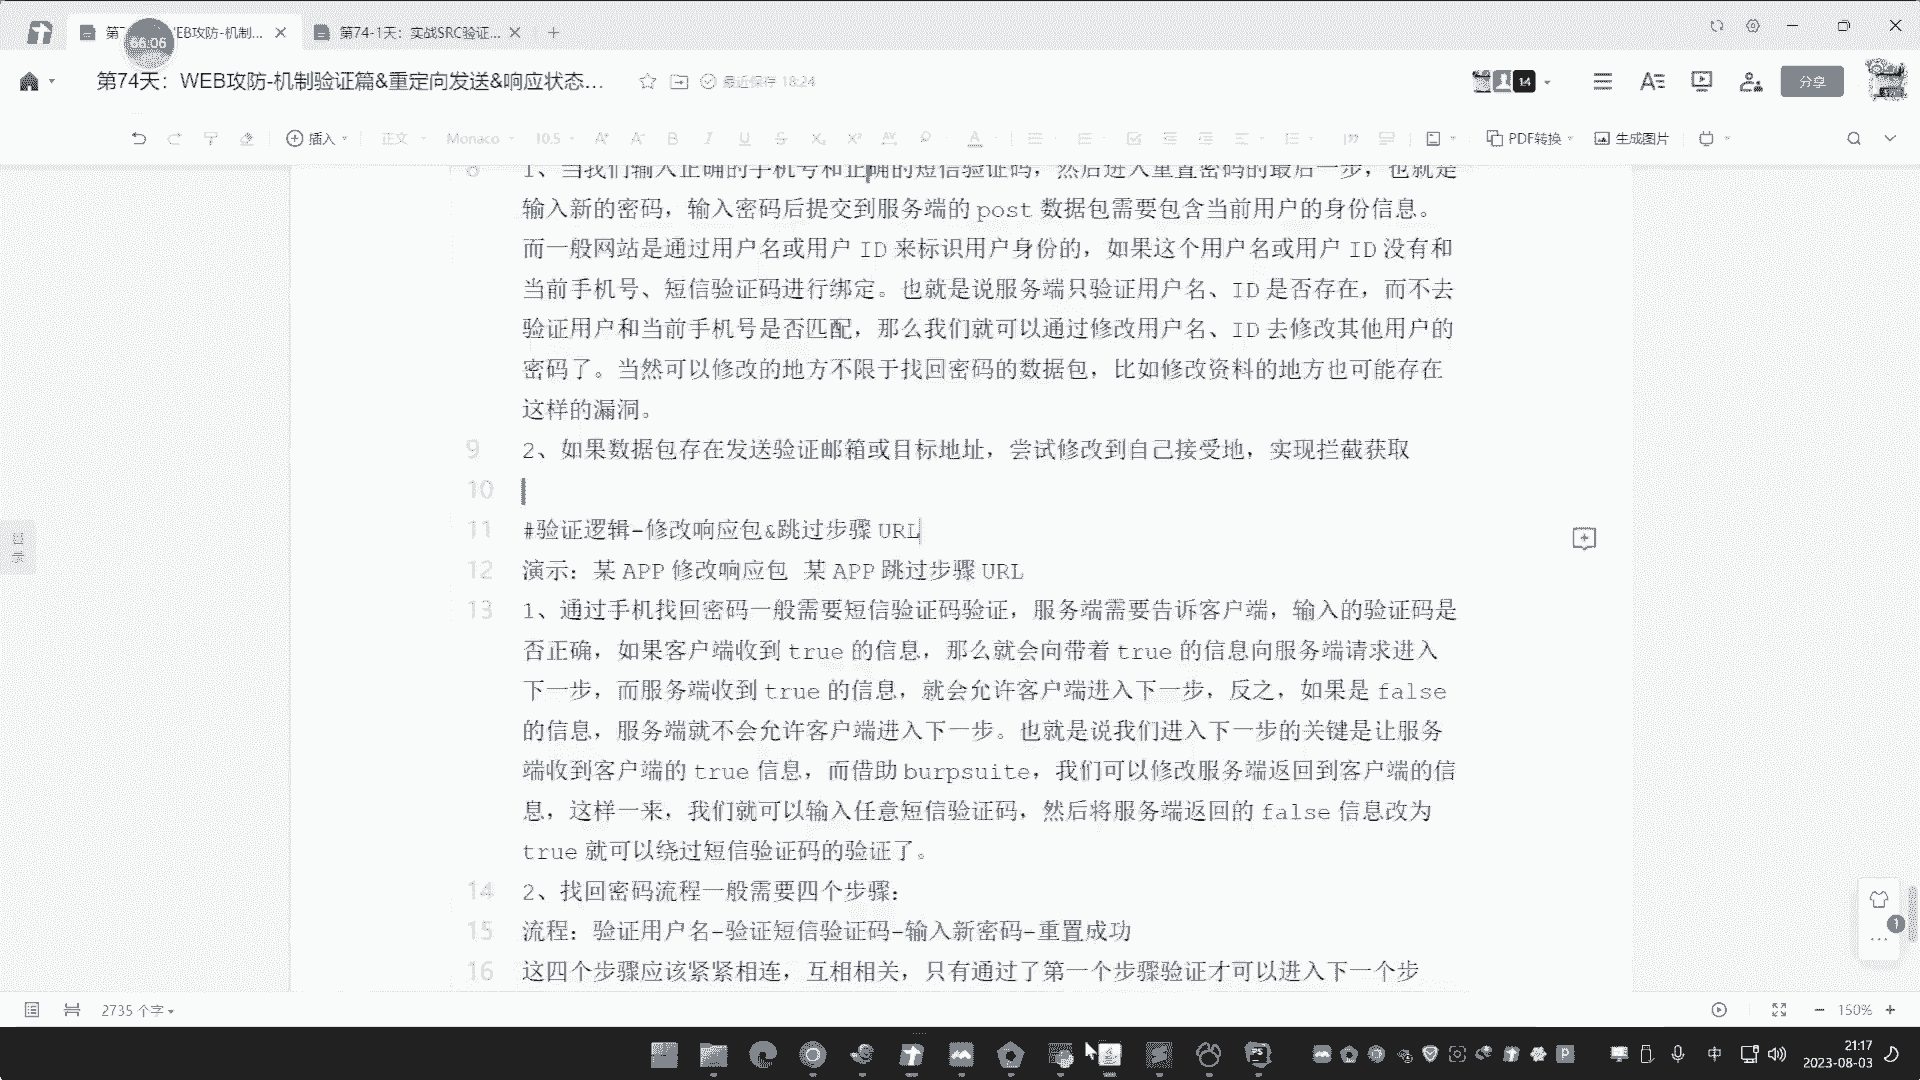 第7 EB攻防-机制...
第74-1天：实战SRC验证...
66:06
第74天：WEB攻防-机制验证篇&重定向发送&响应状态...
最近保存 18:24
14
分享
插入
正文
Monaco
10.5
PDF转换
生成图片
8 1、当我们输入正确的手机号和正确的短信验证码，然后进入重置密码的最后一步，也就是
输入新的密码，输入密码后提交到服务端的 post 数据包需要包含当前用户的身份信息。
而一般网站是通过用户名或用户 ID 来标识用户身份的，如果这个用户名或用户 ID 没有和
当前手机号、短信验证码进行绑定。也就是说服务端只验证用户名、ID 是否存在，而不去
验证用户和当前手机号是否匹配，那么我们就可以通过修改用户名、ID 去修改其他用户的
密码了。当然可以修改的地方不限于找回密码的数据包，比如修改资料的地方也可能存在
这样的漏洞。
9 2、如果数据包存在发送验证邮箱或目标地址，尝试修改到自己接受地，实现拦截获取
10
11 #验证逻辑-修改响应包&跳过步骤 URL
12 演示：某 APP 修改响应包 某 APP 跳过步骤 URL
13 1、通过手机找回密码一般需要短信验证码验证，服务端需要告诉客户端，输入的验证码是
否正确，如果客户端收到 true 的信息，那么就会向带着 true 的信息向服务端请求进入
下一步，而服务端收到 true 的信息，就会允许客户端进入下一步，反之，如果是 false
的信息，服务端就不会允许客户端进入下一步。也就是说我们进入下一步的关键是让服务
端收到客户端的 true 信息，而借助 burpsuite，我们可以修改服务端返回到客户端的信
息，这样一来，我们就可以输入任意短信验证码，然后将服务端返回的 false 信息改为
true 就可以绕过短信验证码的验证了。
14 2、找回密码流程一般需要四个步骤：
15 流程：验证用户名-验证短信验证码-输入新密码-重置成功
16 这四个步骤应该紧紧相连，互相相关，只有通过了第一个步骤验证才可以进入下一个步
目录
1
2735 个字
150%
中
21:17
2023-08-03